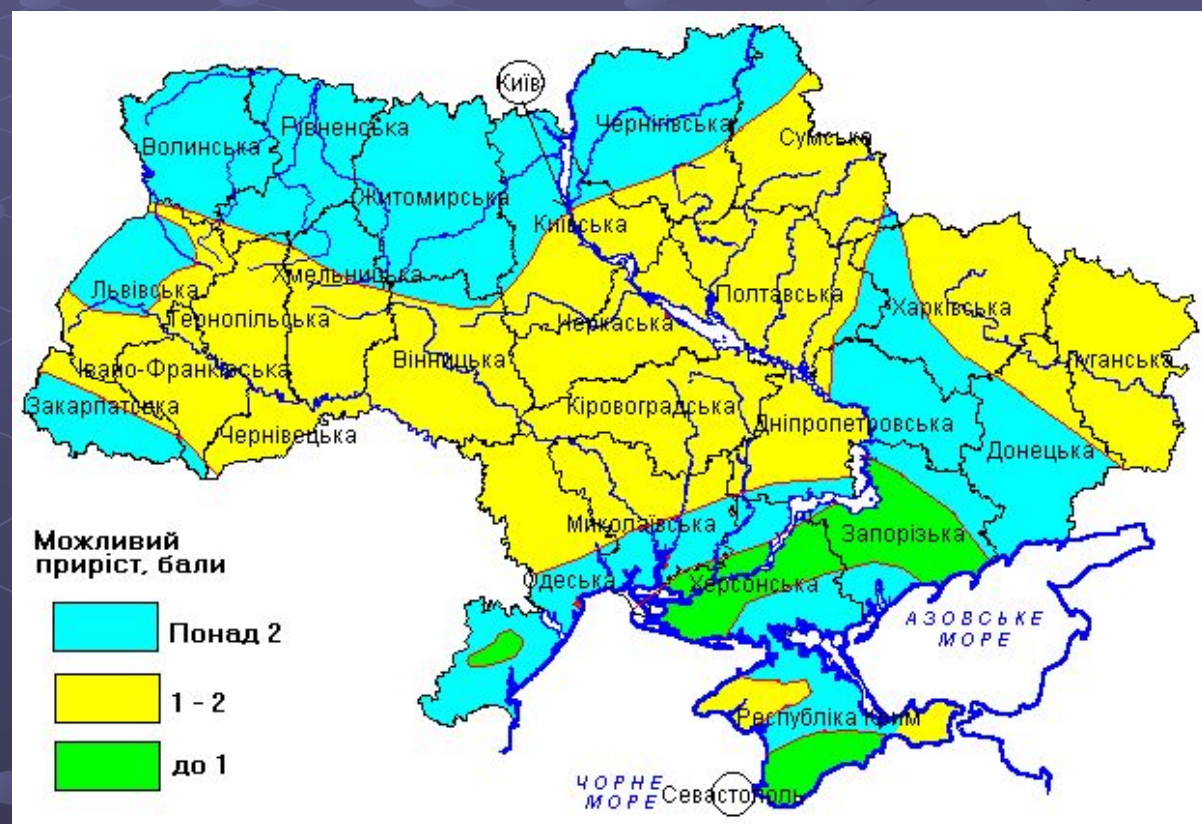 Київ
Рівненська
Волинська
Чернігівська
Сумська
Житомирська
Київська
Хмельницька
Львівська
Тернопільська
Полтавська
Харківська
Черкаська
Вінницька
Луганська
Івано-Франківська
Закарпатська
Кіровоградська
Дніпропетровська
Чернівецька
Донецька
Миколаївська
Запорізька
Одеська
Херсонська
АЗОВСЬКЕ
МОРЕ
Республіка Крим
ЧОРНЕ
МОРЕ
Севастополь
Можливий
приріст, бали
Понад 2
1 - 2
до 1